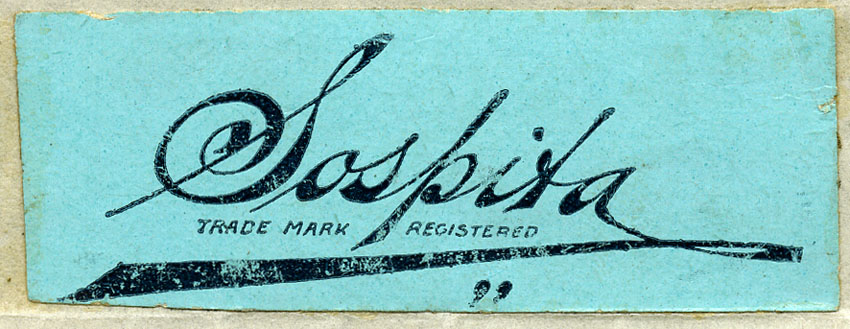 Sospita
TRADE MARK REGISTERED